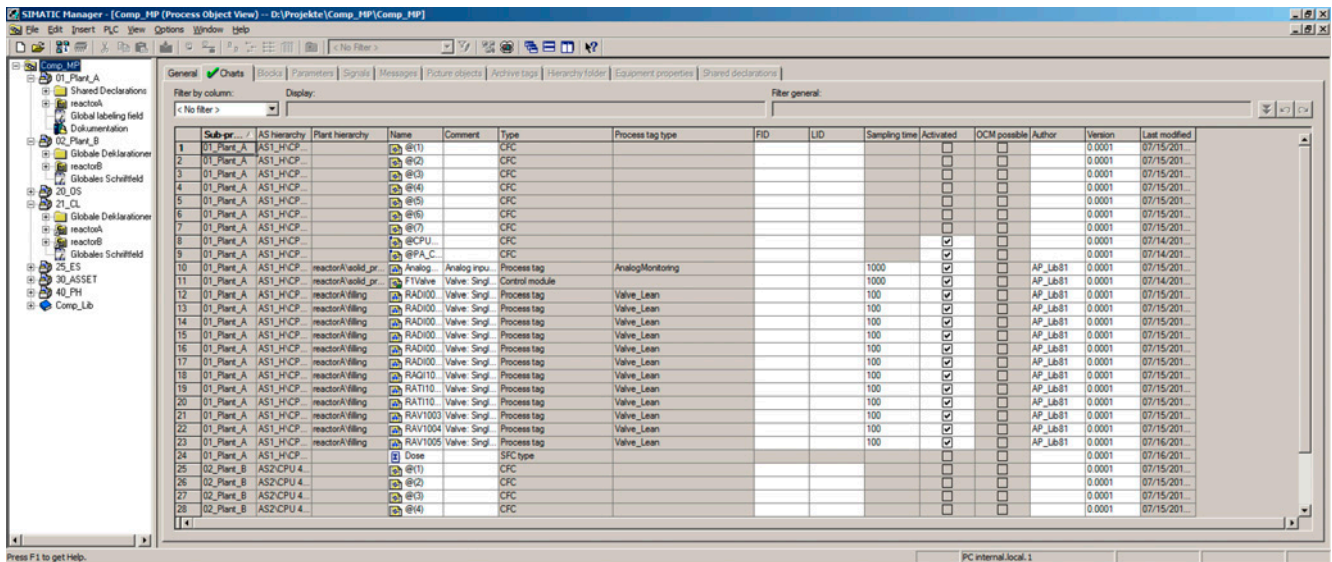 SIMATIC Manager - [Comp_MP (Process Object View) -- D:\Projekte\Comp_MP\Comp_MP]
File Edit Insert PLC View Options Window Help
< No Filter >
Comp_MP
01_Plant_A
Shared Declarations
reactorA
Global labeling field
Dokumentation
02_Plant_B
Globale Deklarationer
reactorB
Globales Schriftfeld
20_OS
21_CL
Globale Deklarationer
reactorA
reactorB
Globales Schriftfeld
25_ES
30_ASSET
40_PH
Comp_Lib
General Charts Blocks Parameters Signals Messages Picture objects Archive tags Hierarchy folder Equipment properties Shared declarations
Filter by column: Display: Filter general:
< No filter >
Sub-pr... / AS hierarchy Plant hierarchy Name Comment Type Process tag type FID LID Sampling time Activated OCM possible Author Version Last modified
1 01_Plant_A AS1_H\CP... @(1) CFC 0.0001 07/15/201...
2 01_Plant_A AS1_H\CP... @(2) CFC 0.0001 07/15/201...
3 01_Plant_A AS1_H\CP... @(3) CFC 0.0001 07/15/201...
4 01_Plant_A AS1_H\CP... @(4) CFC 0.0001 07/15/201...
5 01_Plant_A AS1_H\CP... @(5) CFC 0.0001 07/15/201...
6 01_Plant_A AS1_H\CP... @(6) CFC 0.0001 07/15/201...
7 01_Plant_A AS1_H\CP... @(7) CFC 0.0001 07/15/201...
8 01_Plant_A AS1_H\CP... @CPU... CFC 0.0001 07/14/201...
9 01_Plant_A AS1_H\CP... @PA_C... CFC 0.0001 07/15/201...
10 01_Plant_A AS1_H\CP... reactorA\solid_pr... Analog... Analog inpu... Process tag AnalogMonitoring 1000 AP_Lib81 0.0001 07/15/201...
11 01_Plant_A AS1_H\CP... reactorA\solid_pr... F1Valve Valve: Singl... Control module 1000 AP_Lib81 0.0001 07/14/201...
12 01_Plant_A AS1_H\CP... reactorA\filling RADI00... Valve: Singl... Process tag Valve_Lean 100 AP_Lib81 0.0001 07/15/201...
13 01_Plant_A AS1_H\CP... reactorA\filling RADI00... Valve: Singl... Process tag Valve_Lean 100 AP_Lib81 0.0001 07/15/201...
14 01_Plant_A AS1_H\CP... reactorA\filling RADI00... Valve: Singl... Process tag Valve_Lean 100 AP_Lib81 0.0001 07/15/201...
15 01_Plant_A AS1_H\CP... reactorA\filling RADI00... Valve: Singl... Process tag Valve_Lean 100 AP_Lib81 0.0001 07/15/201...
16 01_Plant_A AS1_H\CP... reactorA\filling RADI00... Valve: Singl... Process tag Valve_Lean 100 AP_Lib81 0.0001 07/15/201...
17 01_Plant_A AS1_H\CP... reactorA\filling RADI00... Valve: Singl... Process tag Valve_Lean 100 AP_Lib81 0.0001 07/15/201...
18 01_Plant_A AS1_H\CP... reactorA\filling RAQI10... Valve: Singl... Process tag Valve_Lean 100 AP_Lib81 0.0001 07/15/201...
19 01_Plant_A AS1_H\CP... reactorA\filling RATI10... Valve: Singl... Process tag Valve_Lean 100 AP_Lib81 0.0001 07/15/201...
20 01_Plant_A AS1_H\CP... reactorA\filling RATI10... Valve: Singl... Process tag Valve_Lean 100 AP_Lib81 0.0001 07/15/201...
21 01_Plant_A AS1_H\CP... reactorA\filling RAV1003 Valve: Singl... Process tag Valve_Lean 100 AP_Lib81 0.0001 07/15/201...
22 01_Plant_A AS1_H\CP... reactorA\filling RAV1004 Valve: Singl... Process tag Valve_Lean 100 AP_Lib81 0.0001 07/15/201...
23 01_Plant_A AS1_H\CP... reactorA\filling RAV1005 Valve: Singl... Process tag Valve_Lean 100 AP_Lib81 0.0001 07/16/201...
24 01_Plant_A AS1_H\CP... Dose SFC type 0.0001 07/16/201...
25 02_Plant_B AS2\CPU 4... @(1) CFC 0.0001 07/15/201...
26 02_Plant_B AS2\CPU 4... @(2) CFC 0.0001 07/15/201...
27 02_Plant_B AS2\CPU 4... @(3) CFC 0.0001 07/15/201...
28 02_Plant_B AS2\CPU 4... @(4) CFC 0.0001 07/15/201...
Press F1 to get Help. PC internal.local. 1